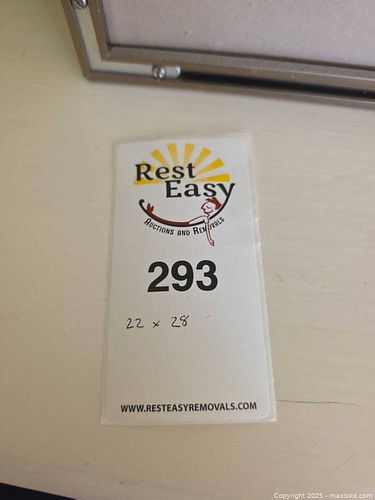 Rest
Easy
Auctions and Removals
293
22 x 28
WWW.RESTEASYREMOVALS.COM
Copyright 2025 - maxsold.com